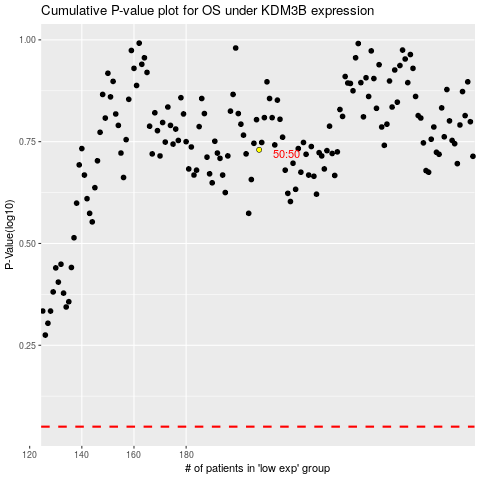 Cumulative P-value plot for OS under KDM3B expression
P-Value(log10)
1.00
0.75
0.50
0.25
50:50
120 140 160 180
# of patients in 'low exp' group